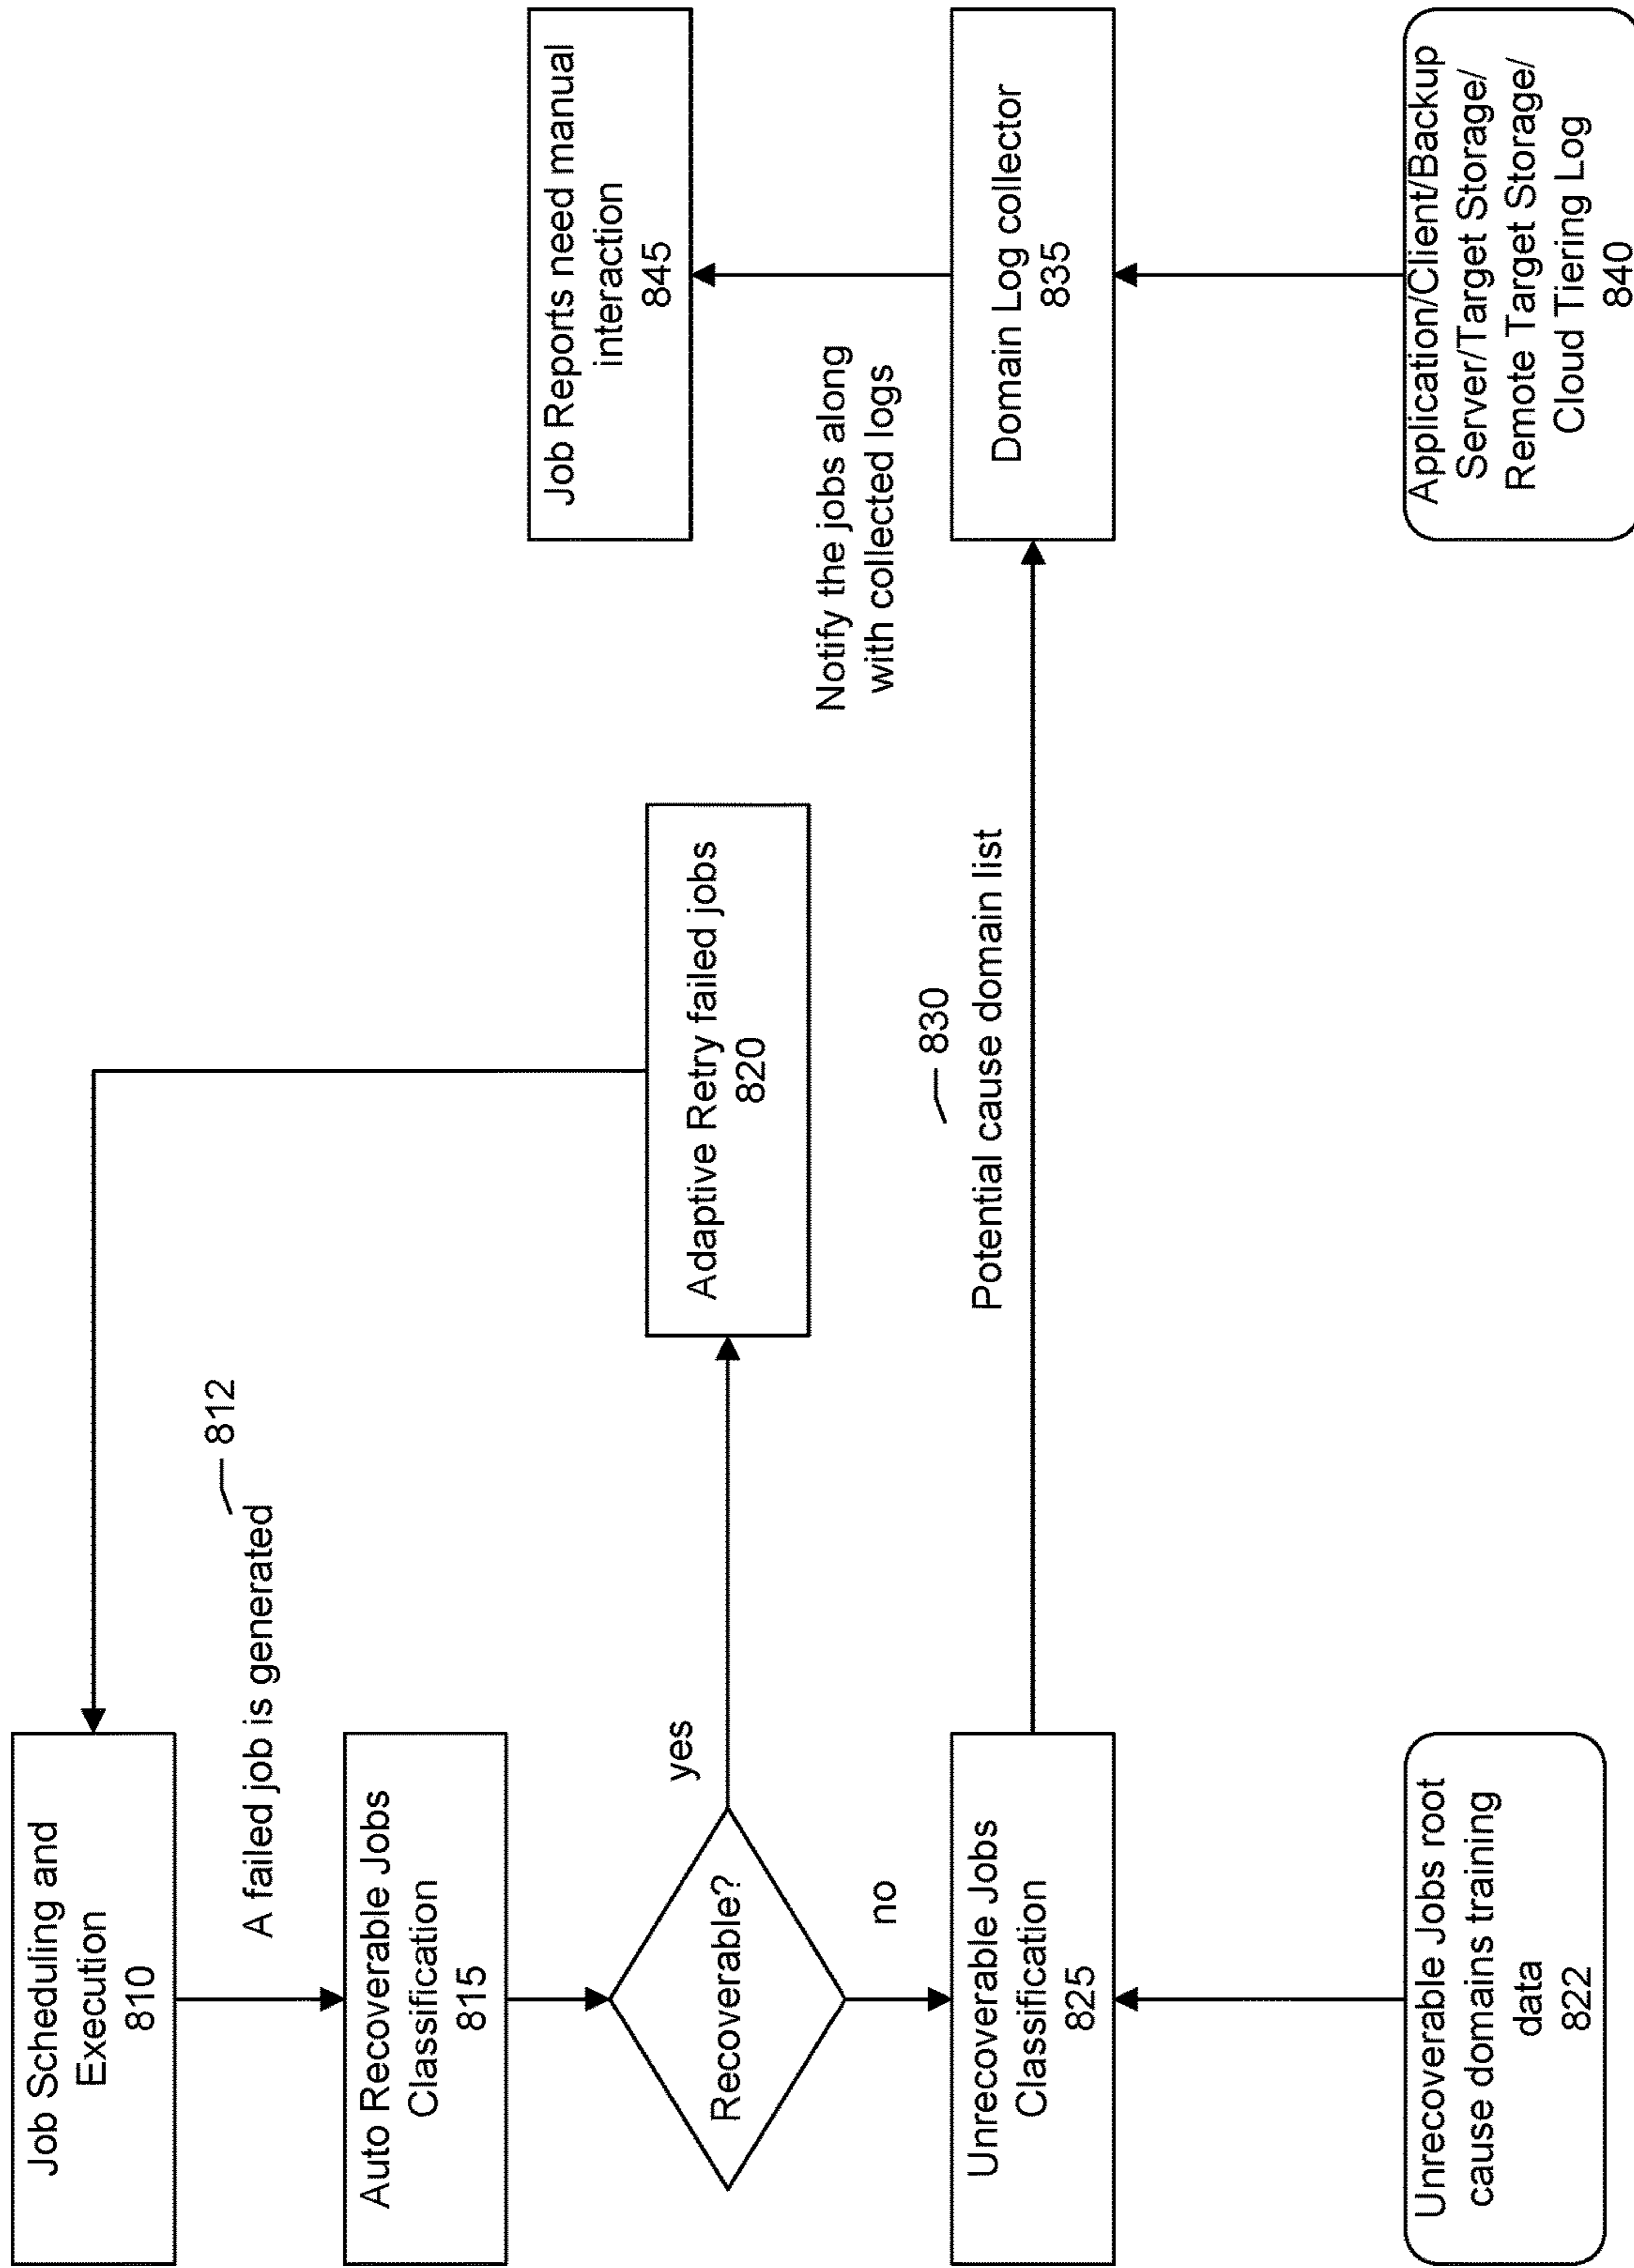 Job Scheduling and
Execution
810
A failed job is generated
812
Auto Recoverable Jobs
Classification
815
Recoverable?
yes
no
Adaptive Retry failed jobs
820
Unrecoverable Jobs
Classification
825
Unrecoverable Jobs root
cause domains training
data
822
830
Potential cause domain list
Job Reports need manual
interaction
845
Notify the jobs along
with collected logs
Domain Log collector
835
Application/Client/Backup
Server/Target Storage/
Remote Target Storage/
Cloud Tiering Log
840